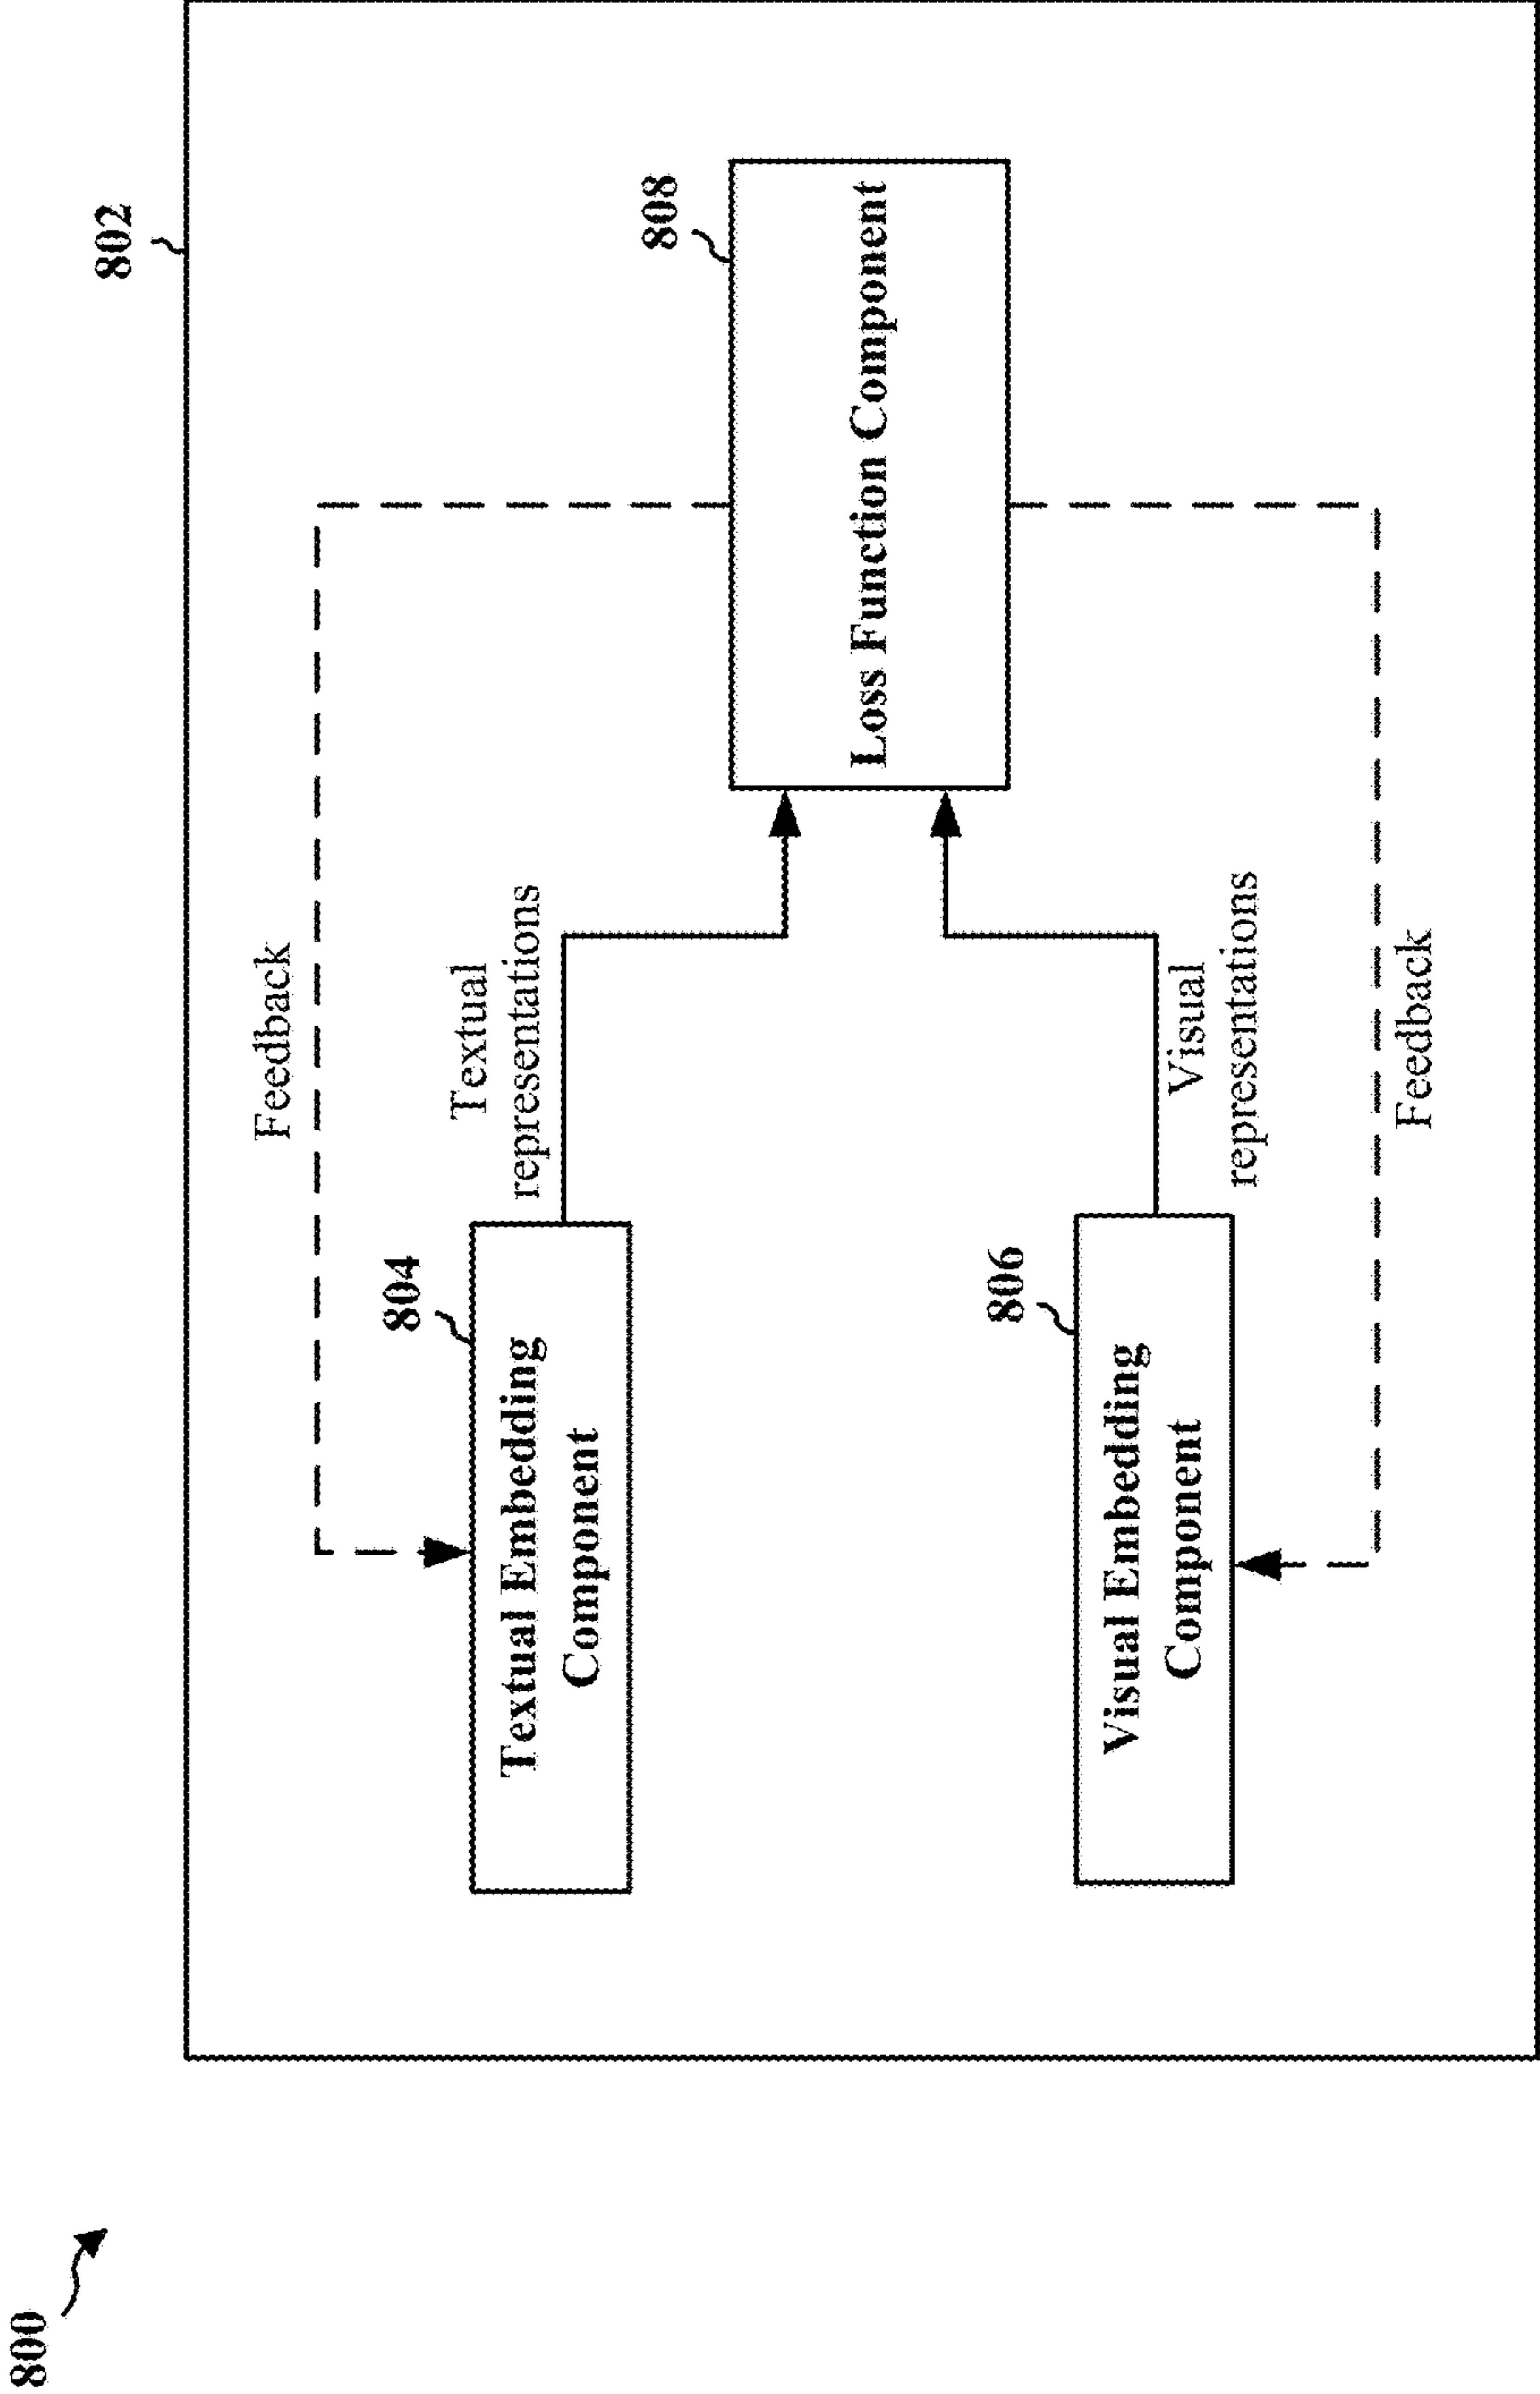 800
802
Feedback
804
Textual
representations
Textual Embedding
Component
808
Loss Function Component
806
Visual Embedding
Component
Visual
representations
Feedback